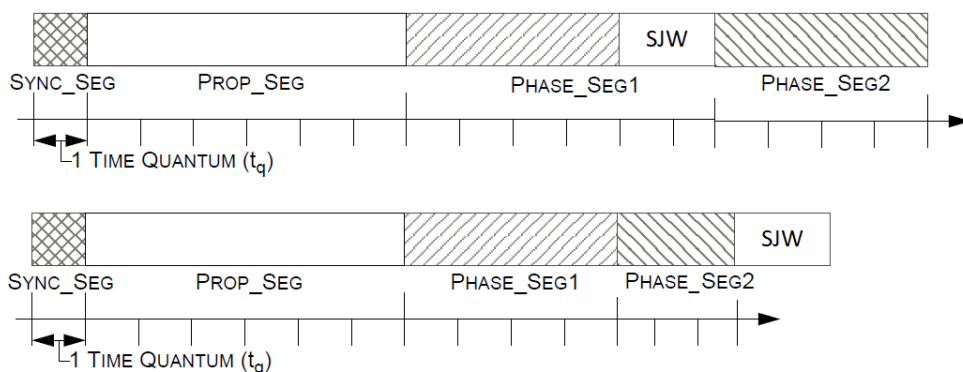 SJW
SYNC_SEG PROP_SEG PHASE_SEG1 PHASE_SEG2
1 TIME QUANTUM (tq)
SJW
SYNC_SEG PROP_SEG PHASE_SEG1 PHASE_SEG2
1 TIME QUANTUM (tq)